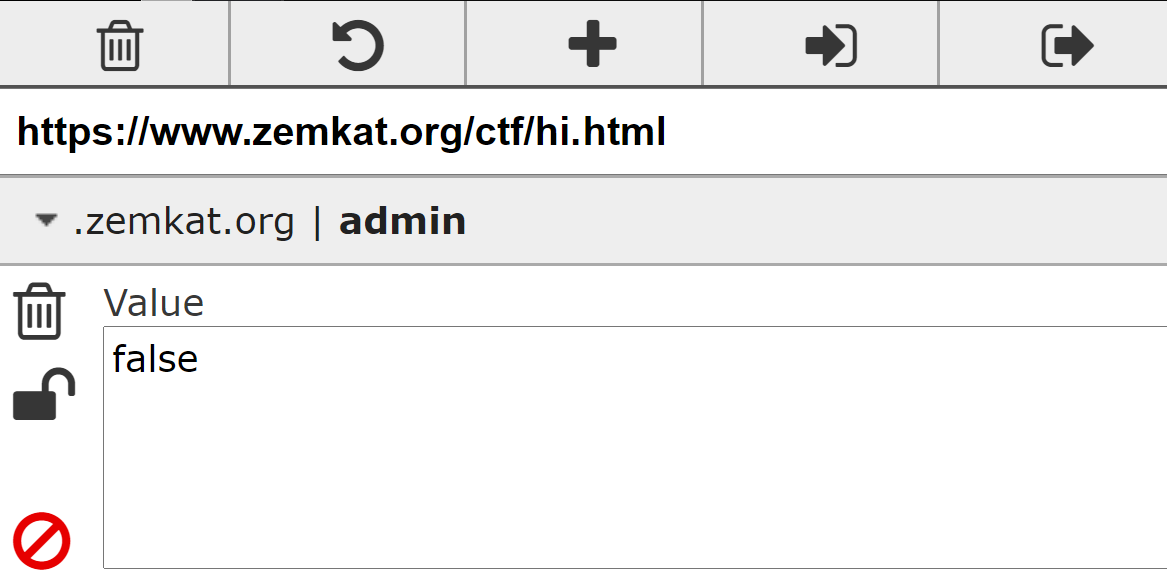 https://www.zemkat.org/ctf/hi.html
.zemkat.org | admin
Value
false